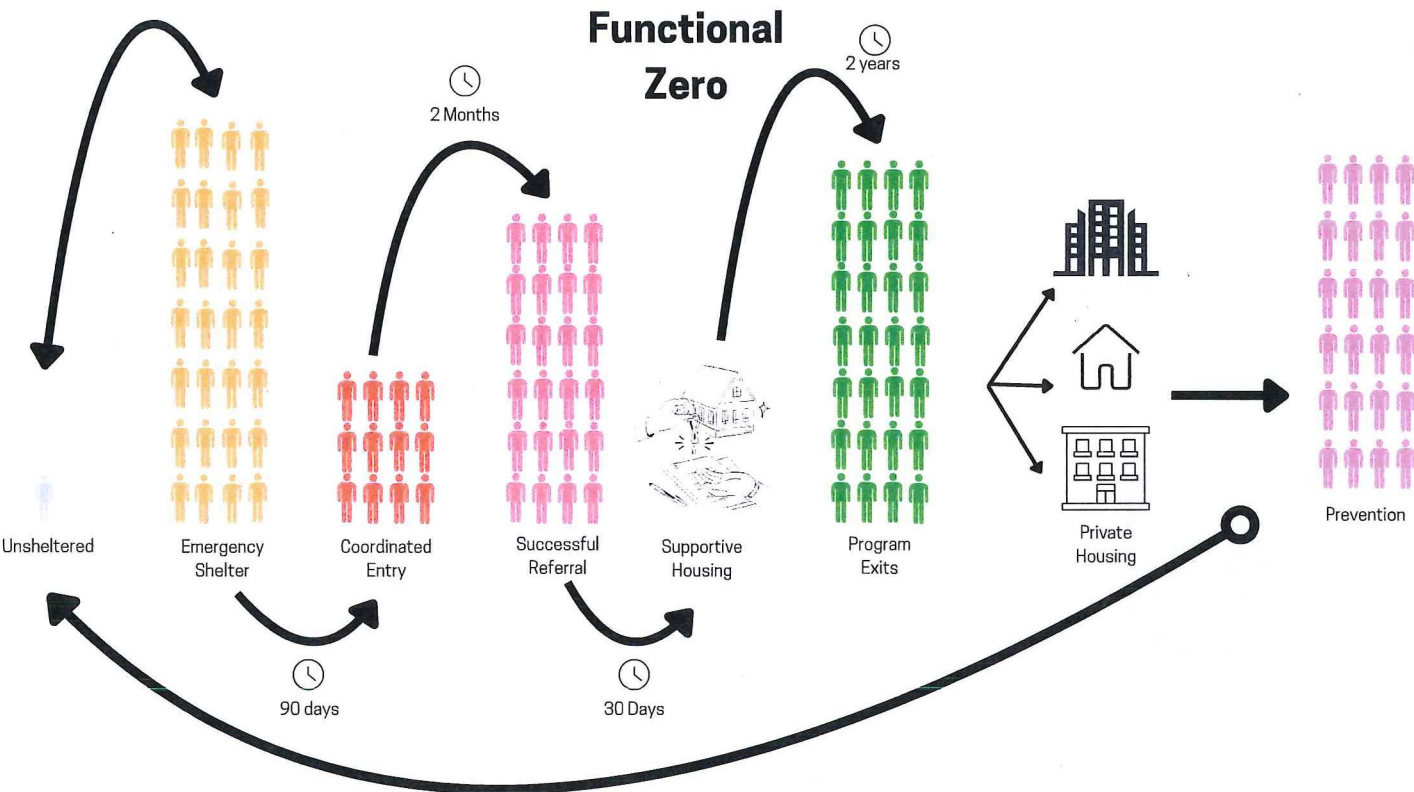 Functional
Zero
2 Months
2 years
Unsheltered
Emergency
Shelter
Coordinated
Entry
Successful
Referral
Supportive
Housing
Program
Exits
Private
Housing
Prevention
90 days
30 Days